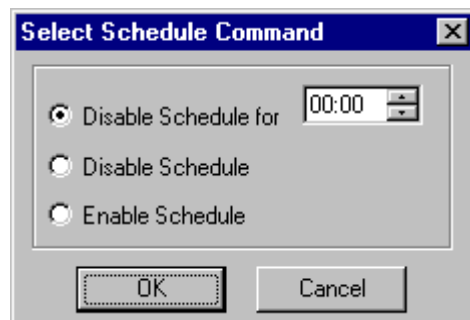 Select Schedule Command
Disable Schedule for 00:00
Disable Schedule
Enable Schedule
OK Cancel